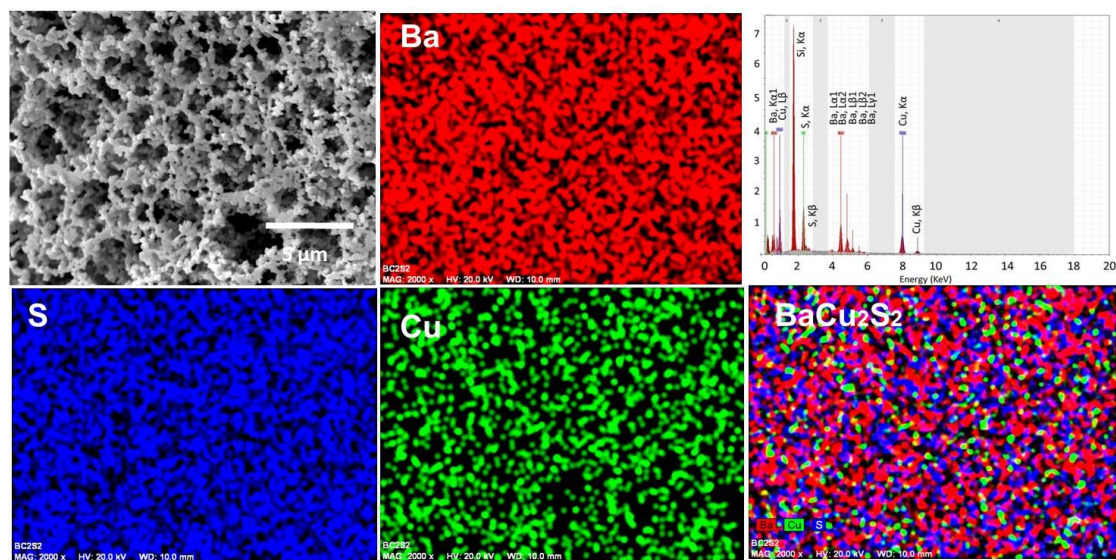 5 µm
Ba
BC2S2
MAG: 2000 x HV: 20.0 kV WD: 10.0 mm
7
6
5
4
3
2
1
Ba, Kα1
Cu, Lβ
Si, Kα
S, Kα
S, Kβ
Ba, Lα1
Ba, Lα2
Ba, Lβ1
Ba, Lβ2
Ba, Lγ1
Cu, Kα
Cu, Kβ
0 2 4 6 8 10 12 14 16 18 20
Energy (KeV)
S
BC2S2
MAG: 2000 x HV: 20.0 kV WD: 10.0 mm
Cu
BC2S2
MAG: 2000 x HV: 20.0 kV WD: 10.0 mm
BaCu₂S₂
Ba Cu S
BC2S2
MAG: 2000 x HV: 20.0 kV WD: 10.0 mm